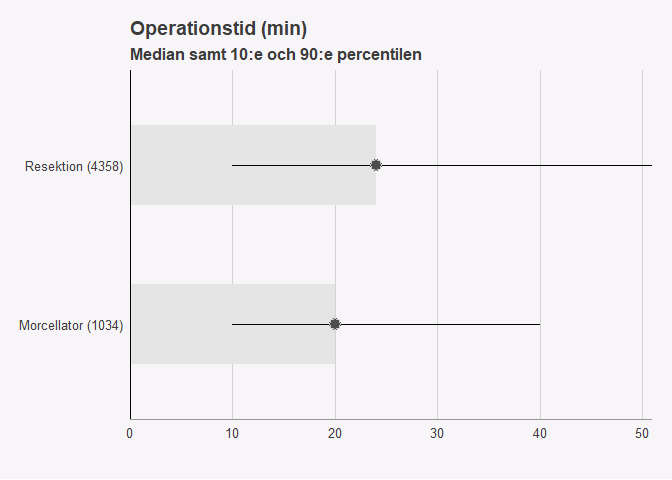 Operationstid (min)
Median samt 10:e och 90:e percentilen
Resektion (4358)
Morcellator (1034)
0 10 20 30 40 50